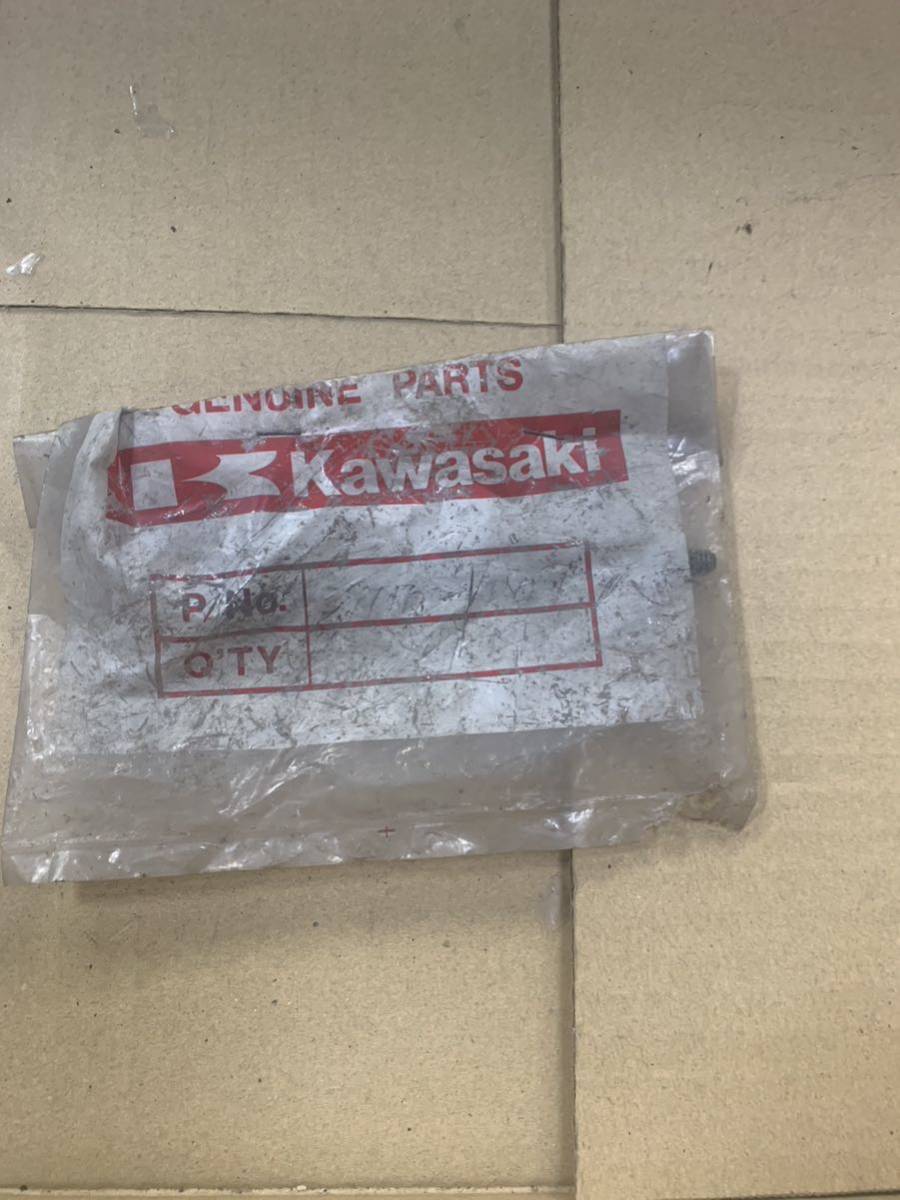 GENUINE PARTS
Kawasaki
P/No.
Q'TY